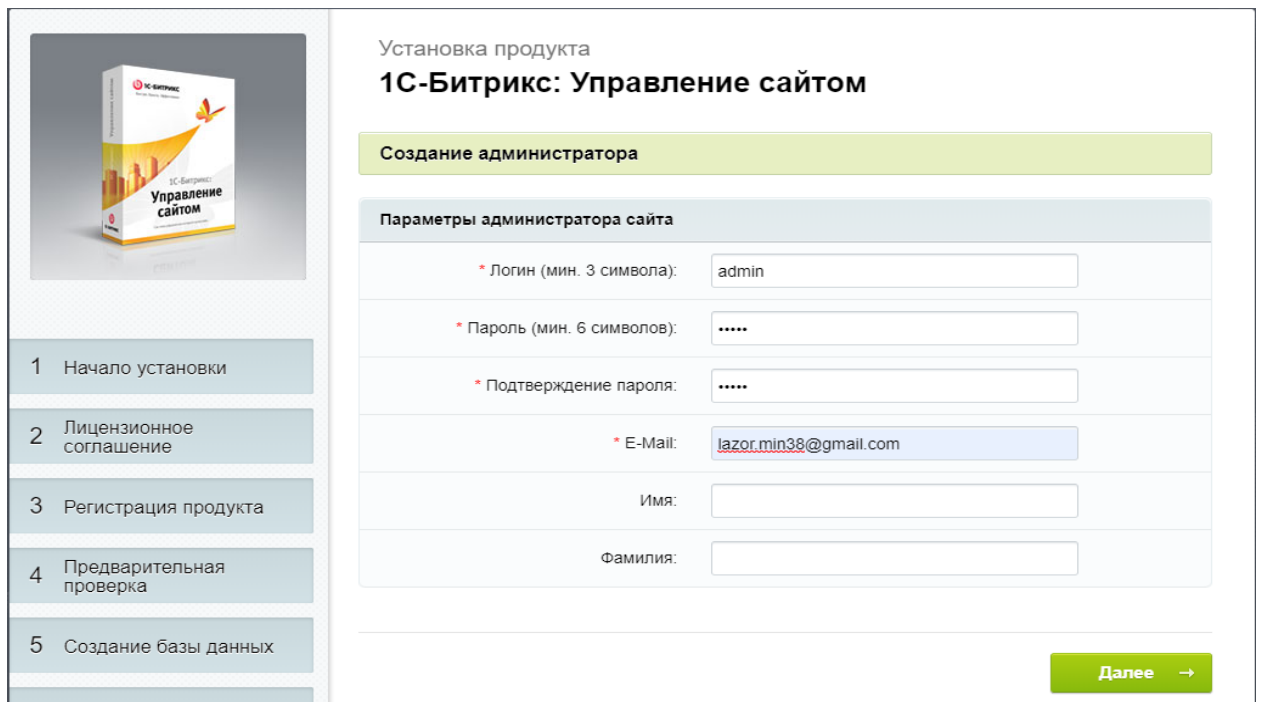 Установка продукта
1С-Битрикс: Управление сайтом
1С-БИТРИКС
1С-Битрикс:
Управление
сайтом
Создание администратора
Параметры администратора сайта
* Логин (мин. 3 символа): admin
* Пароль (мин. 6 символов): •••••
* Подтверждение пароля: •••••
* E-Mail: lazor.min38@gmail.com
Имя:
Фамилия:
1 Начало установки
2 Лицензионное
соглашение
3 Регистрация продукта
4 Предварительная
проверка
5 Создание базы данных
Далее →